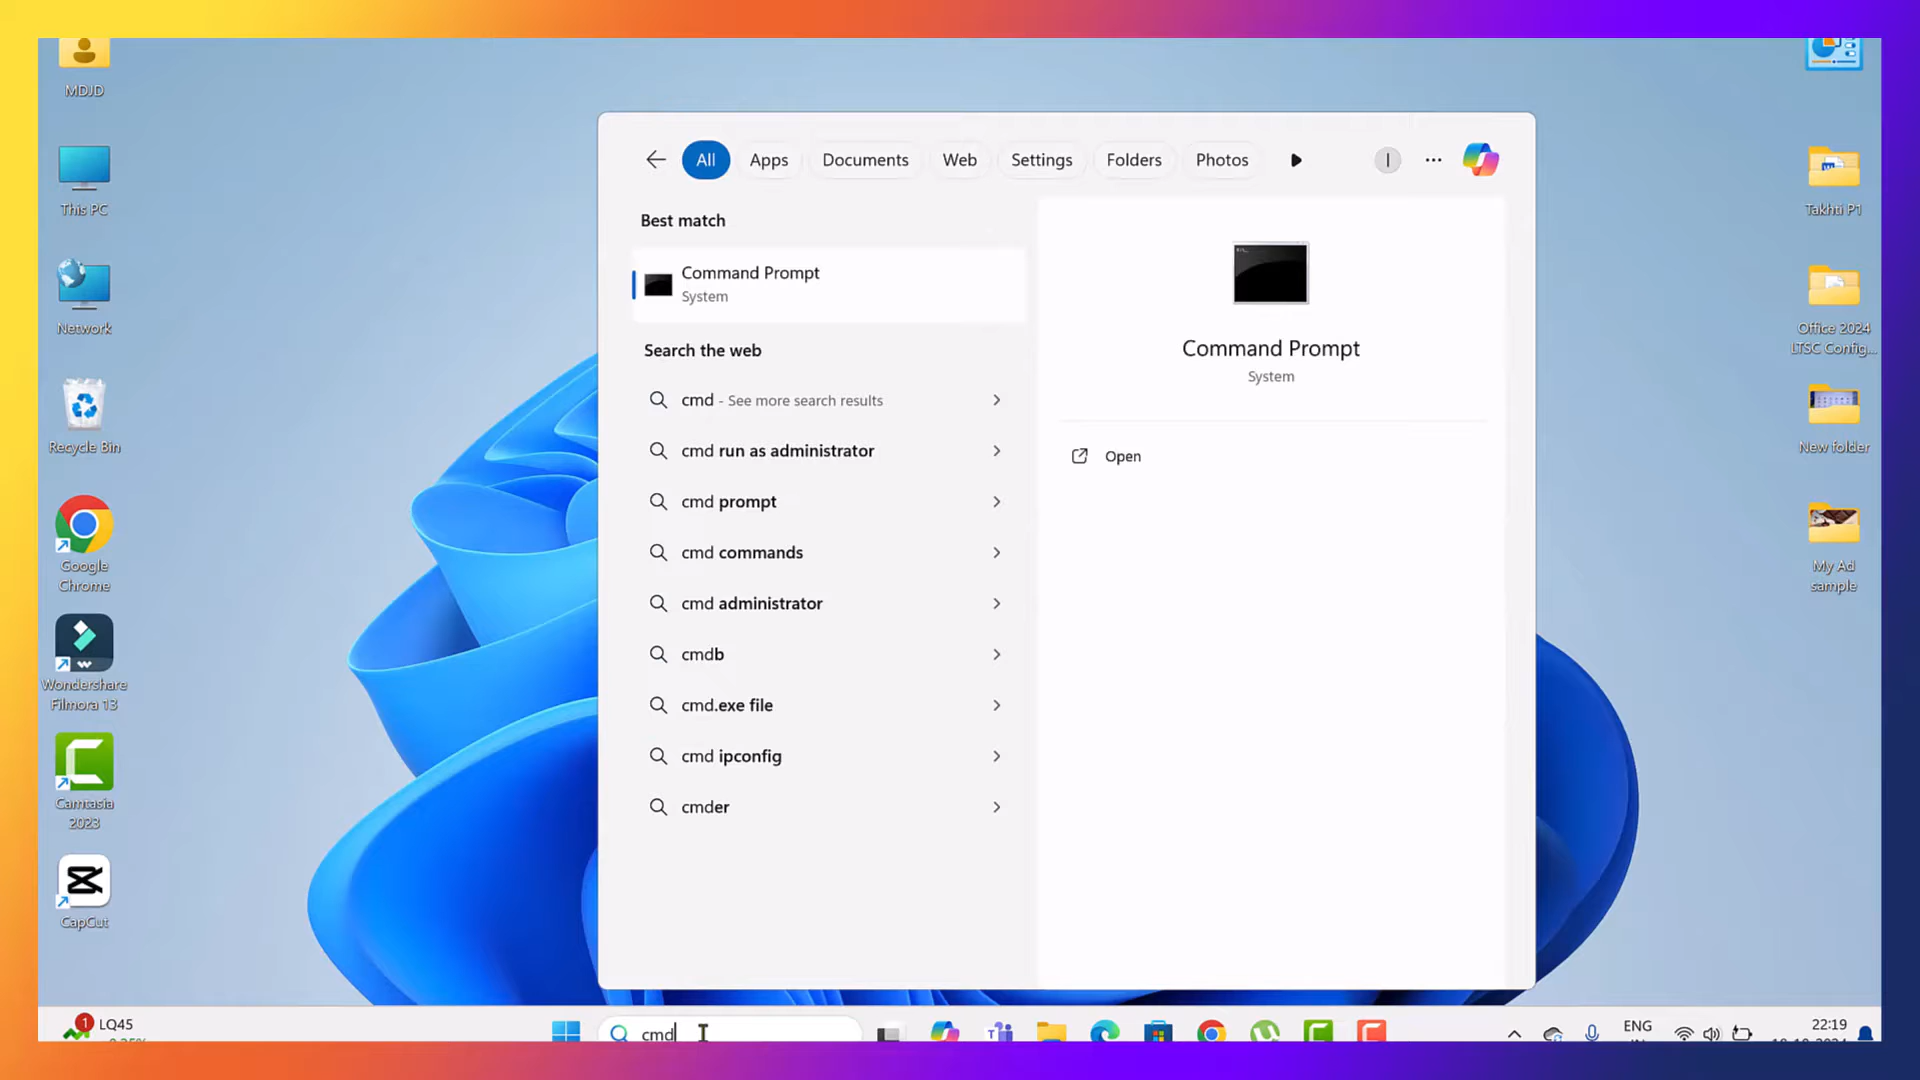 MDJD
This PC
Network
Recycle Bin
Google
Chrome
Wondershare
Filmora 13
Camtasia
2023
CapCut
All
Apps
Documents
Web
Settings
Folders
Photos
I
Best match
Command Prompt
System
Search the web
cmd - See more search results
cmd run as administrator
cmd prompt
cmd commands
cmd administrator
cmdb
cmd.exe file
cmd ipconfig
cmder
Command Prompt
System
Open
Takhti P1
Office 2024
LTSC Config...
New folder
My Ad
sample
1
LQ45
cmd
ENG
22:19